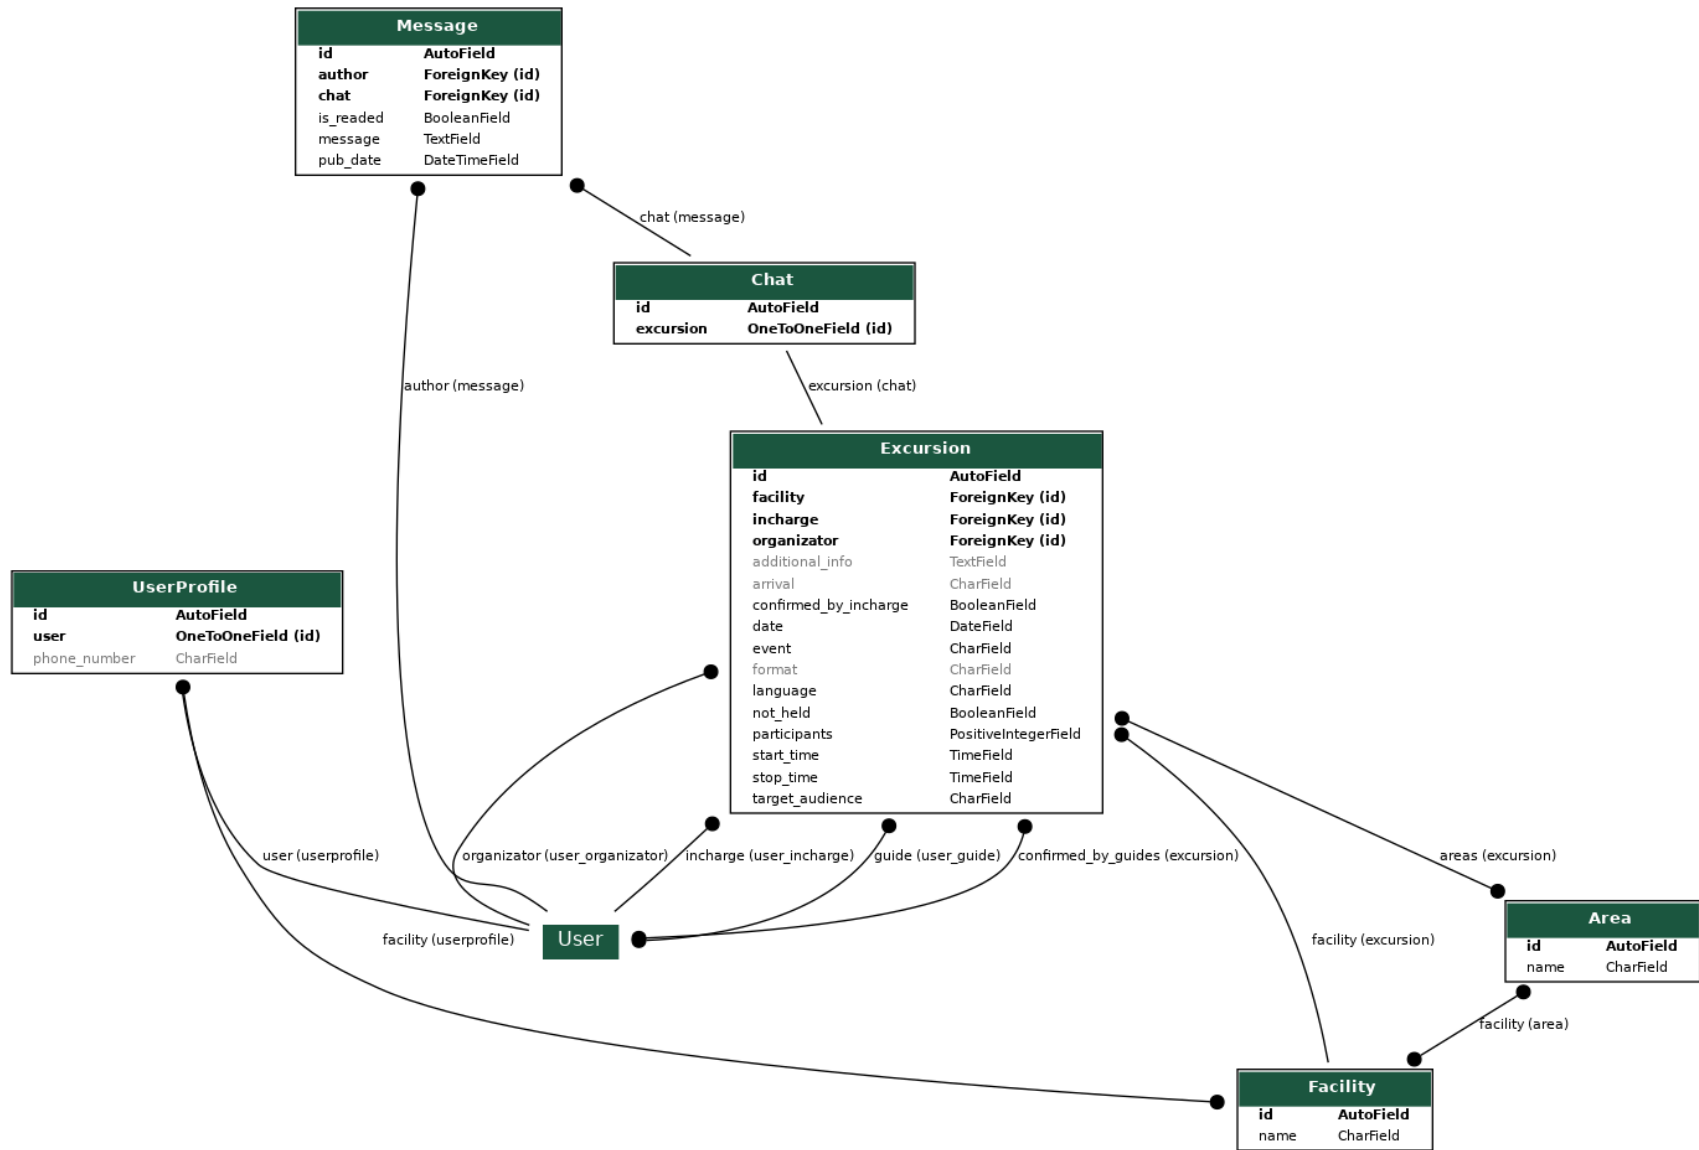 Message
id AutoField
author ForeignKey (id)
chat ForeignKey (id)
is_readed BooleanField
message TextField
pub_date DateTimeField
chat (message)
Chat
id AutoField
excursion OneToOneField (id)
author (message)
excursion (chat)
Excursion
id AutoField
facility ForeignKey (id)
incharge ForeignKey (id)
organizator ForeignKey (id)
additional_info TextField
arrival CharField
confirmed_by_incharge BooleanField
date DateField
event CharField
format CharField
language CharField
not_held BooleanField
participants PositiveIntegerField
start_time TimeField
stop_time TimeField
target_audience CharField
UserProfile
id AutoField
user OneToOneField (id)
phone_number CharField
user (userprofile)
organizator (user_organizator)
incharge (user_incharge)
guide (user_guide)
confirmed_by_guides (excursion)
areas (excursion)
facility (userprofile)
User
facility (excursion)
Area
id AutoField
name CharField
facility (area)
Facility
id AutoField
name CharField